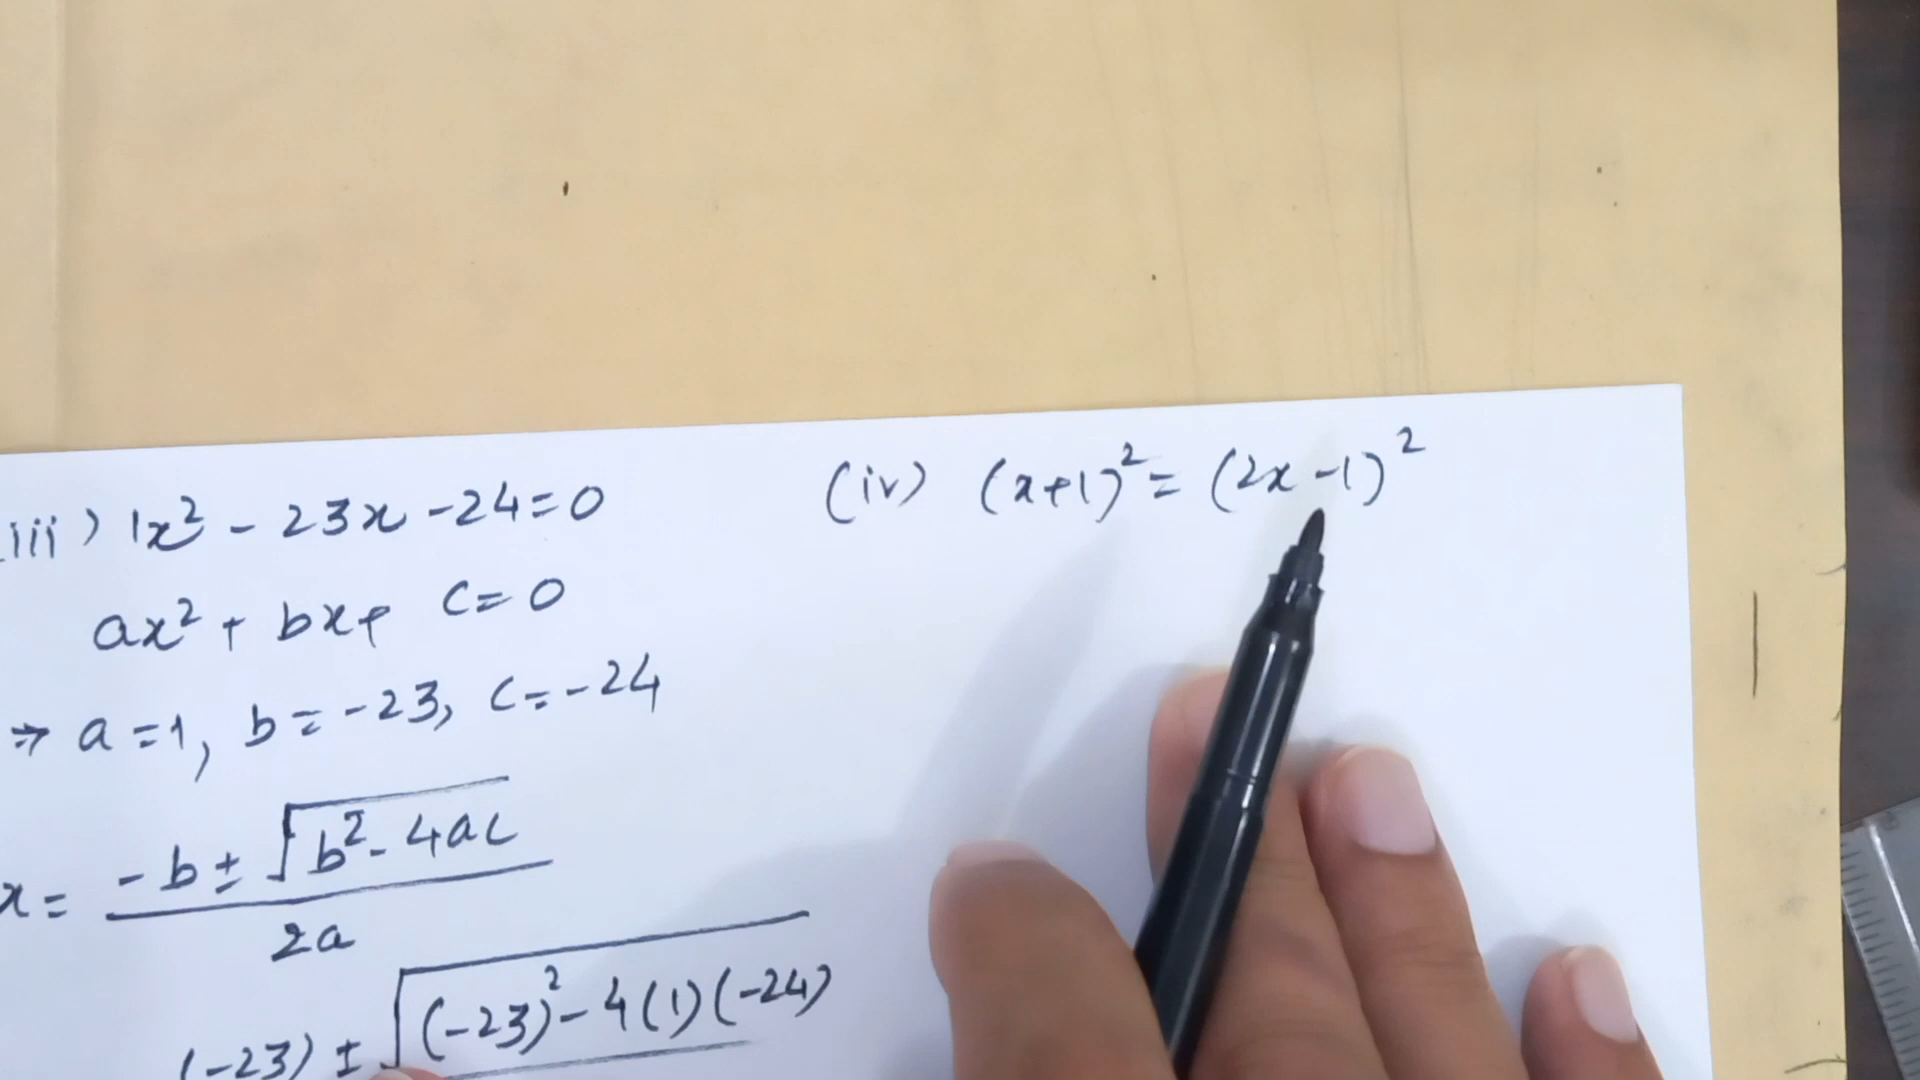 iii) 1x² - 23x - 24 = 0
ax² + bx + c = 0
⇒ a = 1, b = -23, c = -24
x = -b ± √b² - 4ac
2a
(-23) ± √(-23)² - 4(1)(-24)
(iv) (x+1)² = (2x-1)²